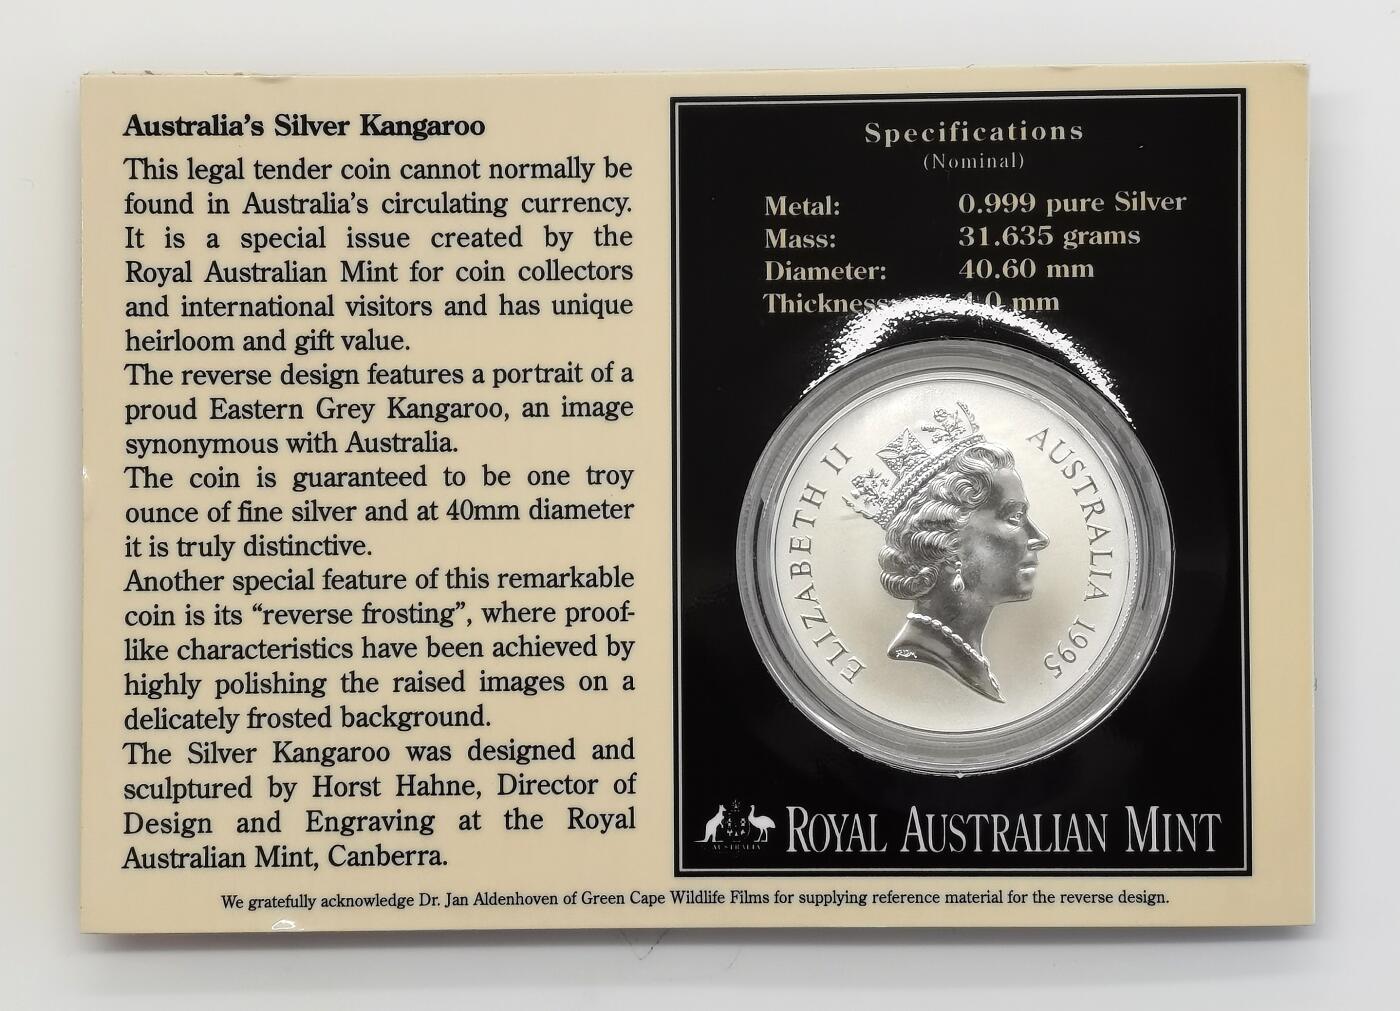 Australia's Silver Kangaroo
This legal tender coin cannot normally be
found in Australia's circulating currency.
It is a special issue created by the
Royal Australian Mint for coin collectors
and international visitors and has unique
heirloom and gift value.
The reverse design features a portrait of a
proud Eastern Grey Kangaroo, an image
synonymous with Australia.
The coin is guaranteed to be one troy
ounce of fine silver and at 40mm diameter
it is truly distinctive.
Another special feature of this remarkable
coin is its “reverse frosting”, where proof-
like characteristics have been achieved by
highly polishing the raised images on a
delicately frosted background.
The Silver Kangaroo was designed and
sculptured by Horst Hahne, Director of
Design and Engraving at the Royal
Australian Mint, Canberra.
Specifications
(Nominal)
Metal: 0.999 pure Silver
Mass: 31.635 grams
Diameter: 40.60 mm
Thickness mm
ELIZABETH II
AUSTRALIA 1995
RDM
AUSTRALIA
ROYAL AUSTRALIAN MINT
We gratefully acknowledge Dr. Jan Aldenhoven of Green Cape Wildlife Films for supplying reference material for the reverse design.